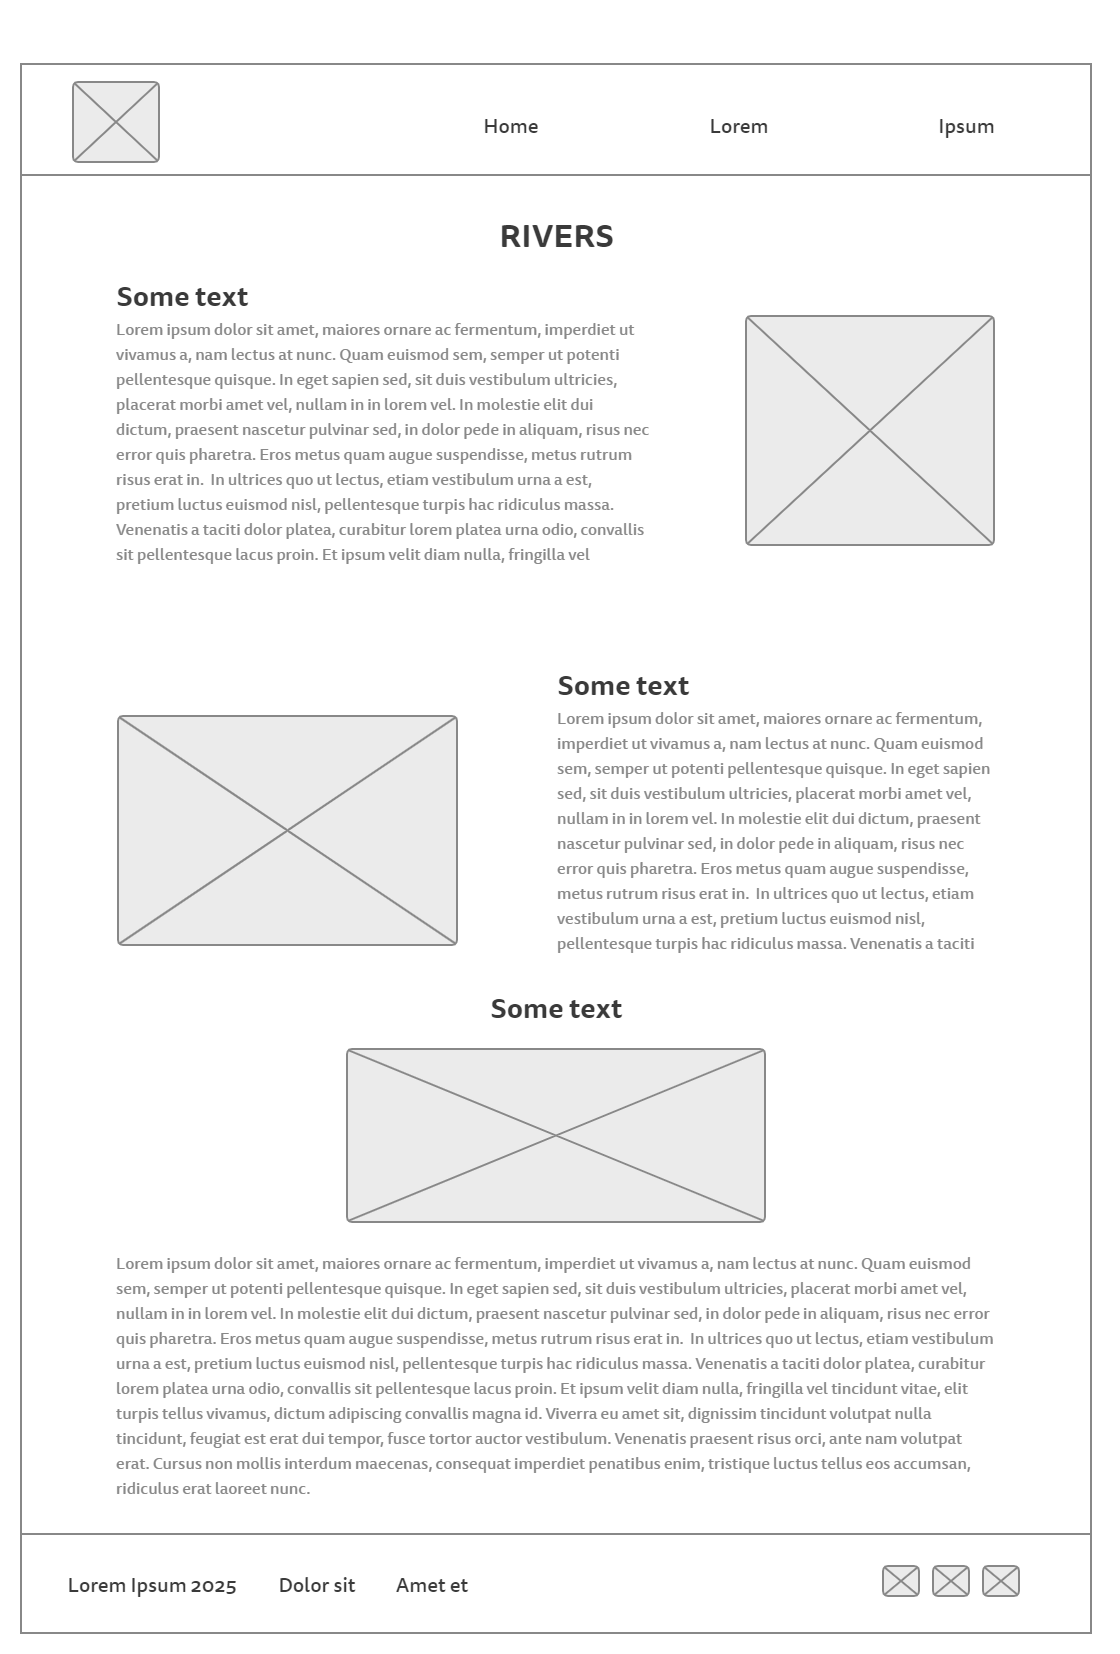 Home Lorem Ipsum
RIVERS
Some text
Lorem ipsum dolor sit amet, maiores ornare ac fermentum, imperdiet ut
vivamus a, nam lectus at nunc. Quam euismod sem, semper ut potenti
pellentesque quisque. In eget sapien sed, sit duis vestibulum ultricies,
placerat morbi amet vel, nullam in in lorem vel. In molestie elit dui
dictum, praesent nascetur pulvinar sed, in dolor pede in aliquam, risus nec
error quis pharetra. Eros metus quam augue suspendisse, metus rutrum
risus erat in.  In ultrices quo ut lectus, etiam vestibulum urna a est,
pretium luctus euismod nisl, pellentesque turpis hac ridiculus massa.
Venenatis a taciti dolor platea, curabitur lorem platea urna odio, convallis
sit pellentesque lacus proin. Et ipsum velit diam nulla, fringilla vel
Some text
Lorem ipsum dolor sit amet, maiores ornare ac fermentum,
imperdiet ut vivamus a, nam lectus at nunc. Quam euismod
sem, semper ut potenti pellentesque quisque. In eget sapien
sed, sit duis vestibulum ultricies, placerat morbi amet vel,
nullam in in lorem vel. In molestie elit dui dictum, praesent
nascetur pulvinar sed, in dolor pede in aliquam, risus nec
error quis pharetra. Eros metus quam augue suspendisse,
metus rutrum risus erat in.  In ultrices quo ut lectus, etiam
vestibulum urna a est, pretium luctus euismod nisl,
pellentesque turpis hac ridiculus massa. Venenatis a taciti
Some text
Lorem ipsum dolor sit amet, maiores ornare ac fermentum, imperdiet ut vivamus a, nam lectus at nunc. Quam euismod
sem, semper ut potenti pellentesque quisque. In eget sapien sed, sit duis vestibulum ultricies, placerat morbi amet vel,
nullam in in lorem vel. In molestie elit dui dictum, praesent nascetur pulvinar sed, in dolor pede in aliquam, risus nec error
quis pharetra. Eros metus quam augue suspendisse, metus rutrum risus erat in.  In ultrices quo ut lectus, etiam vestibulum
urna a est, pretium luctus euismod nisl, pellentesque turpis hac ridiculus massa. Venenatis a taciti dolor platea, curabitur
lorem platea urna odio, convallis sit pellentesque lacus proin. Et ipsum velit diam nulla, fringilla vel tincidunt vitae, elit
turpis tellus vivamus, dictum adipiscing convallis magna id. Viverra eu amet sit, dignissim tincidunt volutpat nulla
tincidunt, feugiat est erat dui tempor, fusce tortor auctor vestibulum. Venenatis praesent risus orci, ante nam volutpat
erat. Cursus non mollis interdum maecenas, consequat imperdiet penatibus enim, tristique luctus tellus eos accumsan,
ridiculus erat laoreet nunc.
Lorem Ipsum 2025 Dolor sit Amet et